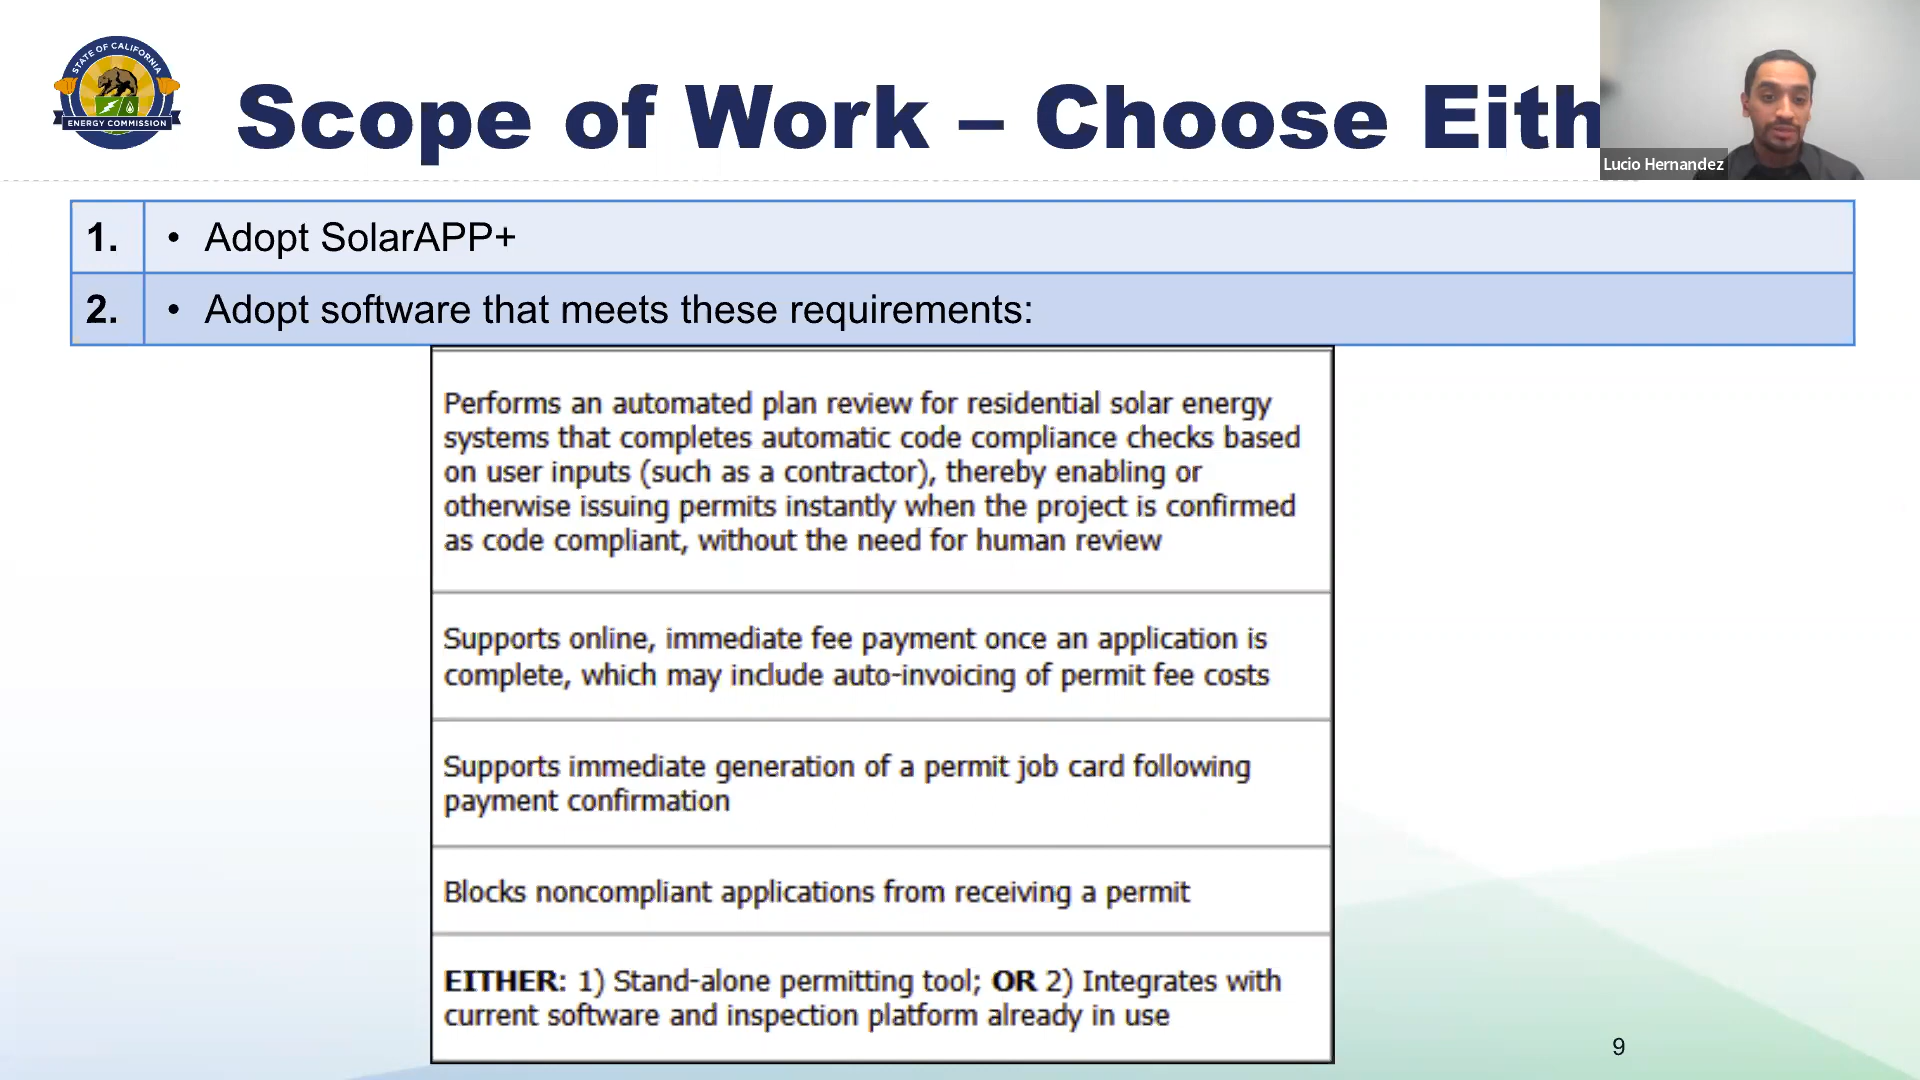 STATE OF CALIFORNIA
ENERGY COMMISSION
Scope of Work – Choose Eith
Lucio Hernandez
1. • Adopt SolarAPP+
2. • Adopt software that meets these requirements:
Performs an automated plan review for residential solar energy
systems that completes automatic code compliance checks based
on user inputs (such as a contractor), thereby enabling or
otherwise issuing permits instantly when the project is confirmed
as code compliant, without the need for human review
Supports online, immediate fee payment once an application is
complete, which may include auto-invoicing of permit fee costs
Supports immediate generation of a permit job card following
payment confirmation
Blocks noncompliant applications from receiving a permit
EITHER: 1) Stand-alone permitting tool; OR 2) Integrates with
current software and inspection platform already in use
9